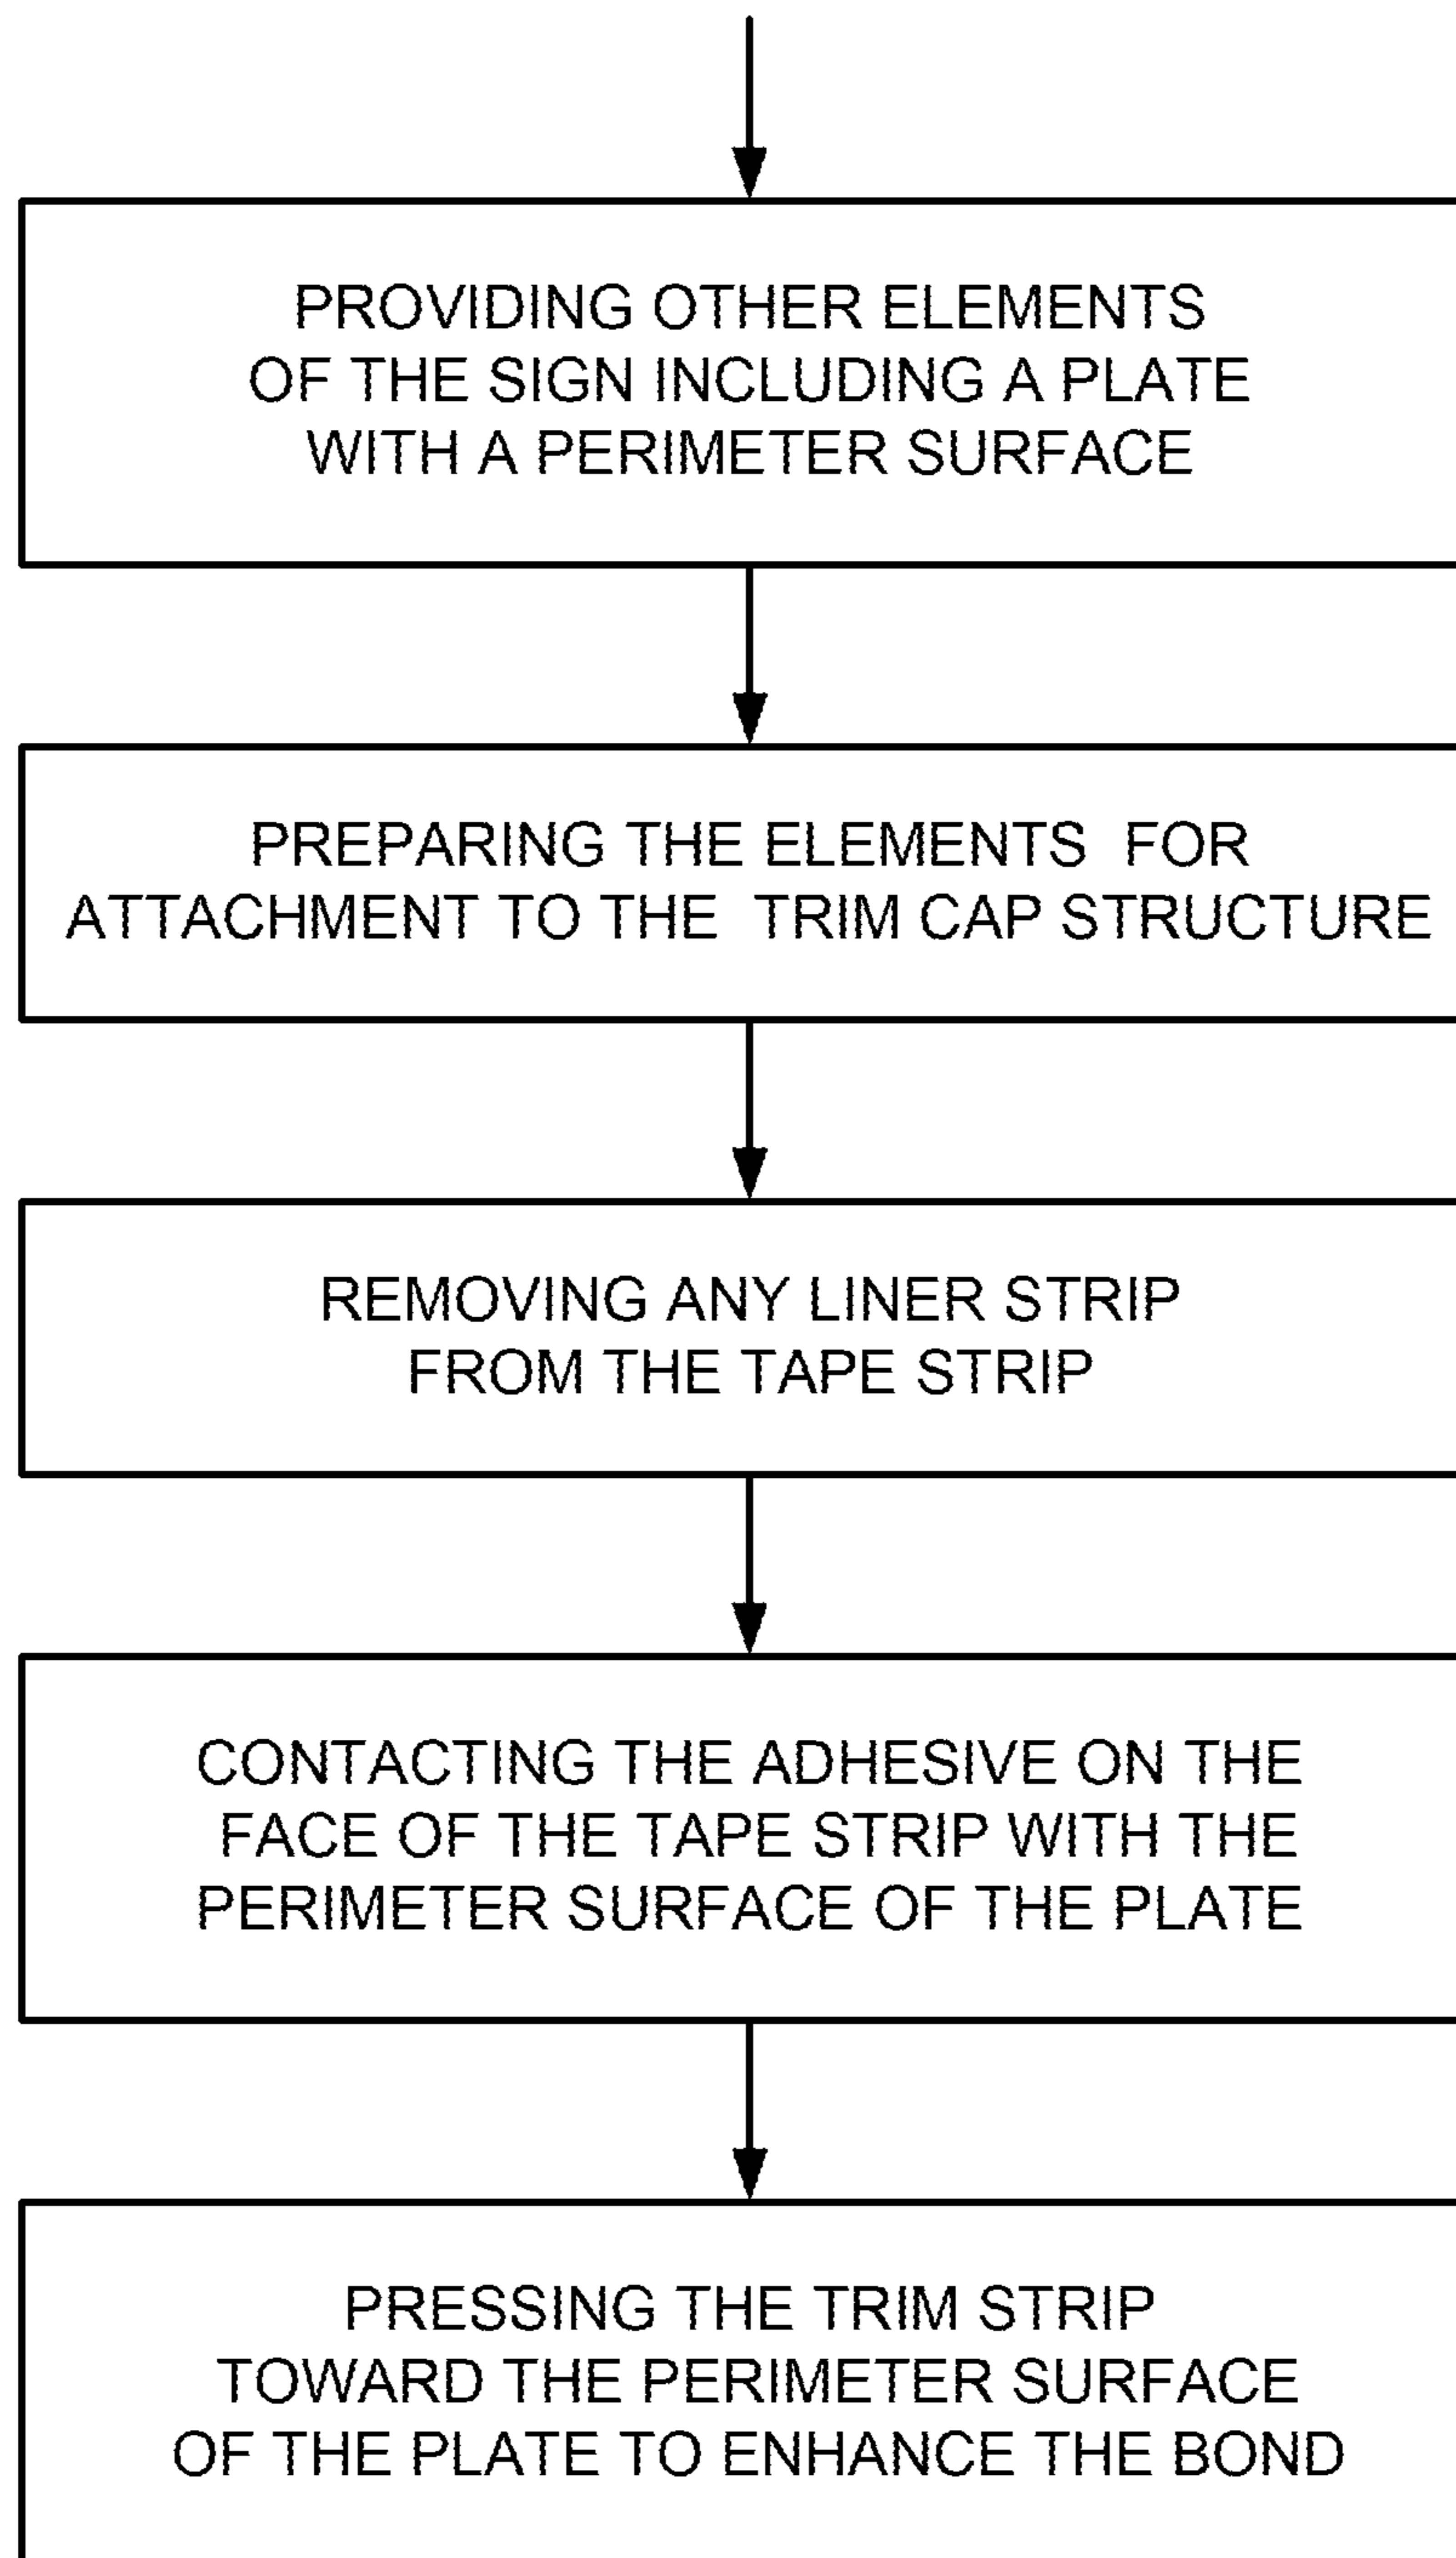 PROVIDING OTHER ELEMENTS
OF THE SIGN INCLUDING A PLATE
WITH A PERIMETER SURFACE
PREPARING THE ELEMENTS FOR
ATTACHMENT TO THE TRIM CAP STRUCTURE
REMOVING ANY LINER STRIP
FROM THE TAPE STRIP
CONTACTING THE ADHESIVE ON THE
FACE OF THE TAPE STRIP WITH THE
PERIMETER SURFACE OF THE PLATE
PRESSING THE TRIM STRIP
TOWARD THE PERIMETER SURFACE
OF THE PLATE TO ENHANCE THE BOND